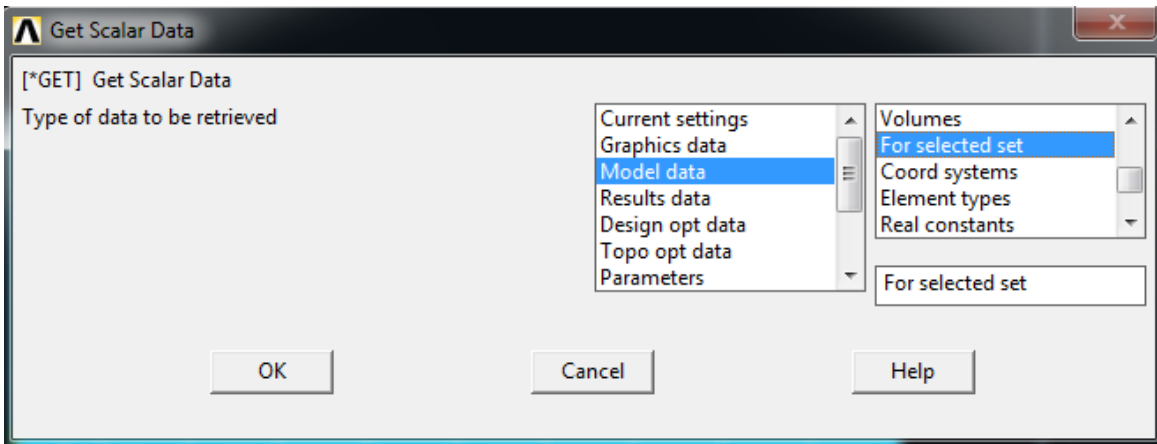 Get Scalar Data
[*GET] Get Scalar Data
Type of data to be retrieved
Current settings
Graphics data
Model data
Results data
Design opt data
Topo opt data
Parameters
Volumes
For selected set
Coord systems
Element types
Real constants
For selected set
OK
Cancel
Help